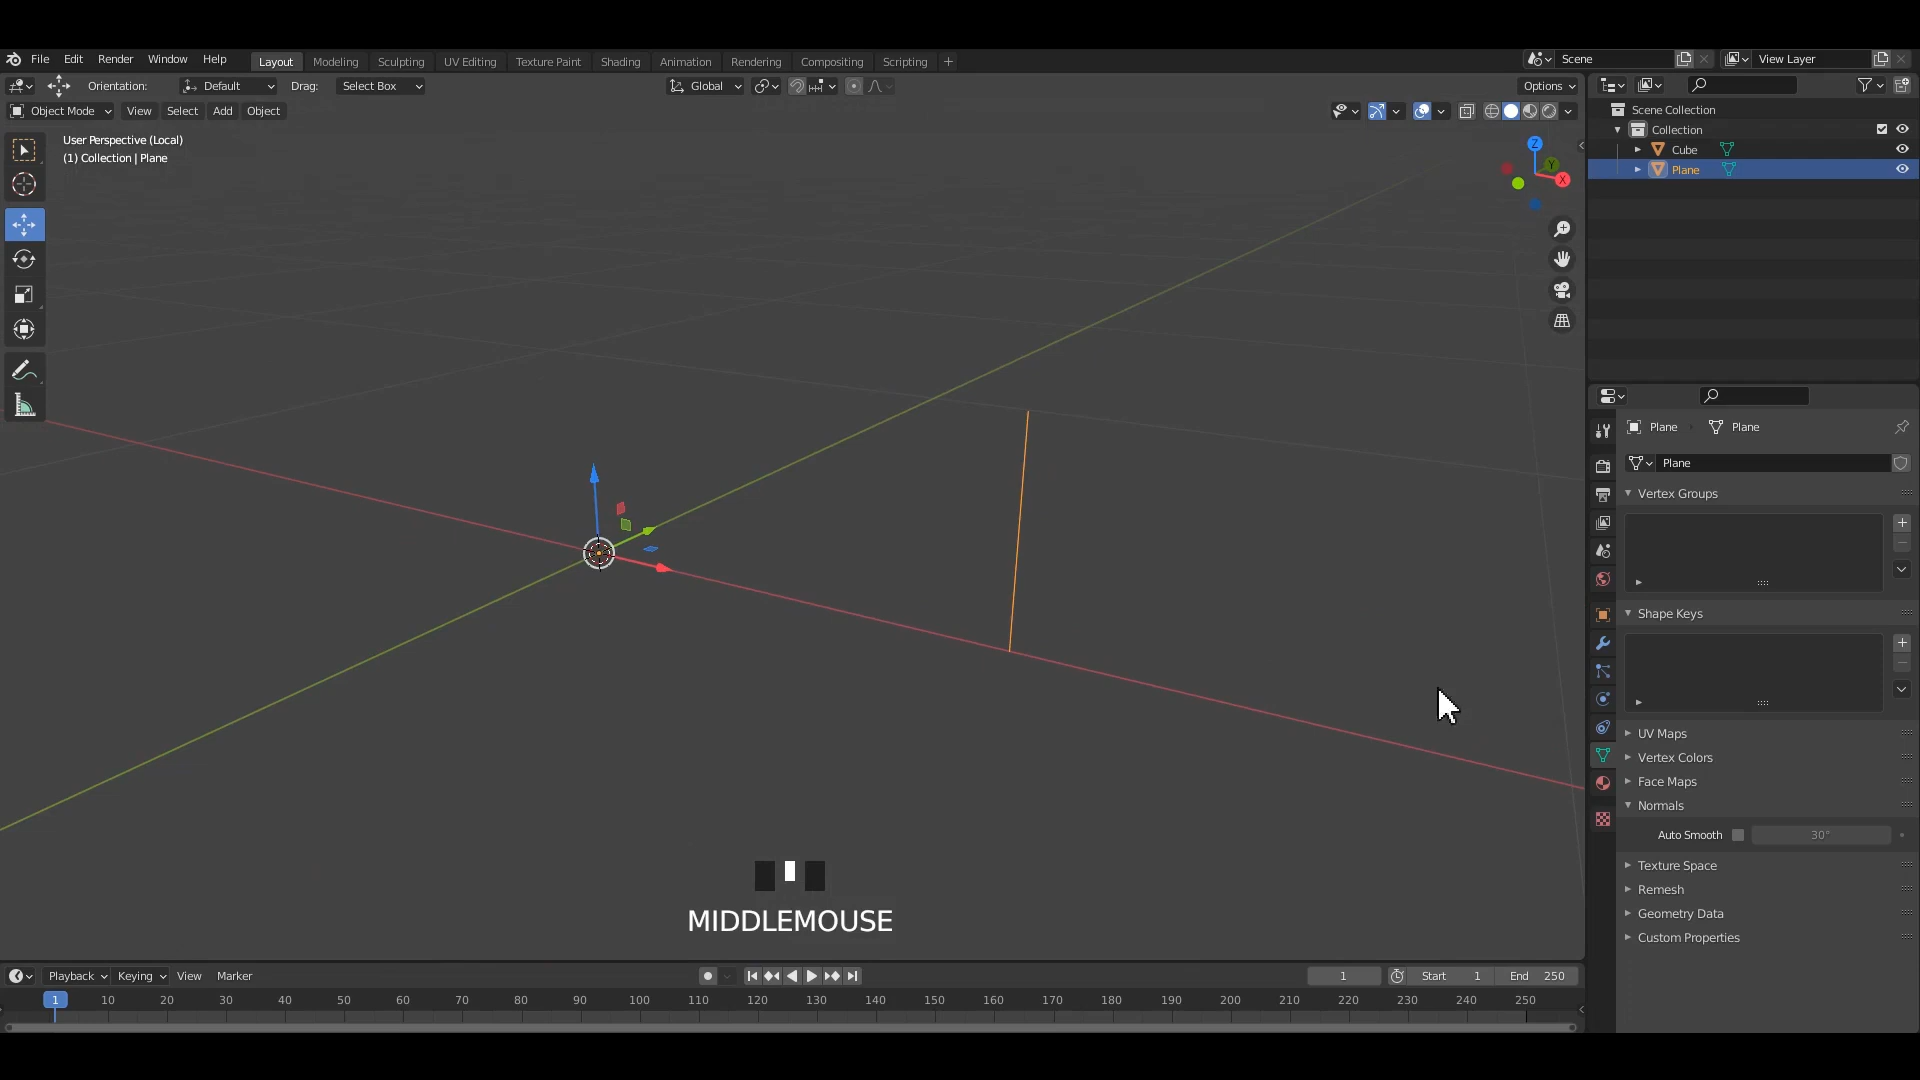 File Edit Render Window Help Layout Modeling Sculpting UV Editing Texture Paint Shading Animation Rendering Compositing Scripting + Scene View Layer
Orientation: Default Drag: Select Box Global Options
Object Mode View Select Add Object
User Perspective (Local)
(1) Collection | Plane
Z
Y
X
Scene Collection
Collection
Cube
Plane
Plane Plane
Plane
Vertex Groups
Shape Keys
UV Maps
Vertex Colors
Face Maps
Normals
Auto Smooth 30°
Texture Space
Remesh
Geometry Data
Custom Properties
MIDDLEMOUSE
Playback Keying View Marker 1 Start 1 End 250
1 10 20 30 40 50 60 70 80 90 100 110 120 130 140 150 160 170 180 190 200 210 220 230 240 250